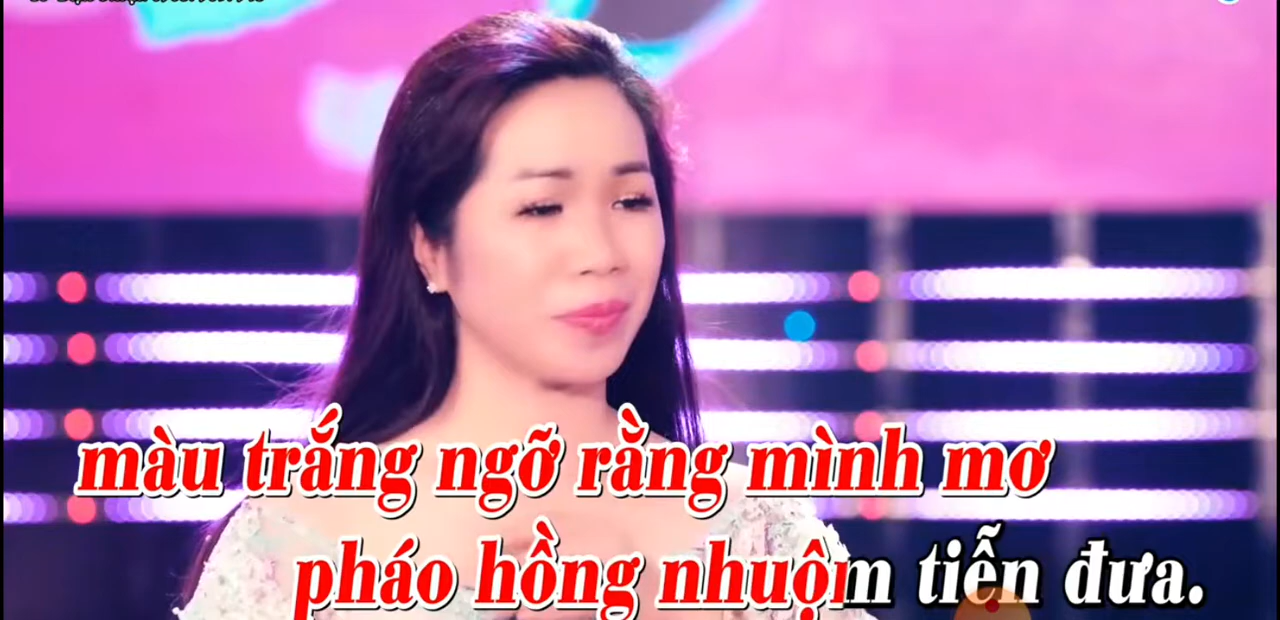 màu trắng ngỡ rằng mình mơ
pháo hồng nhuộm tiễn đưa.